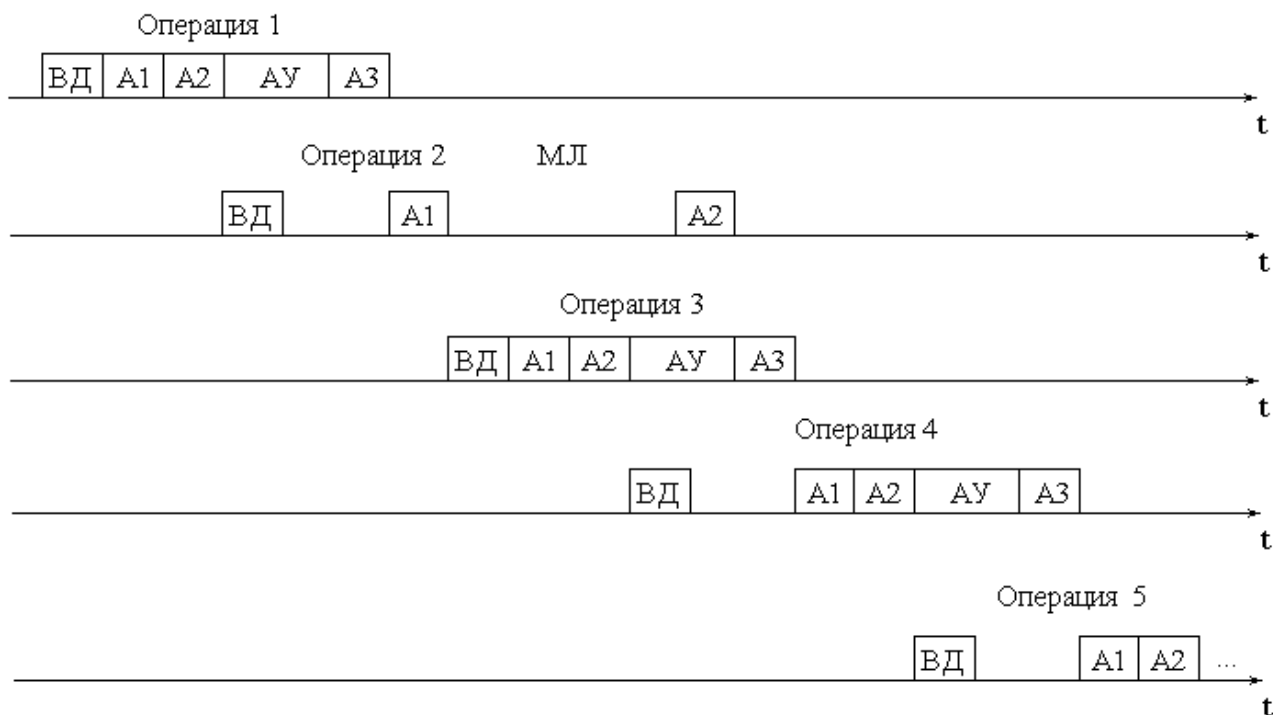 Операция 1
ВД А1 А2 АУ А3
t
Операция 2 МЛ
ВД А1 А2
t
Операция 3
ВД А1 А2 АУ А3
t
Операция 4
ВД А1 А2 АУ А3
t
Операция 5
ВД А1 А2 ...
t